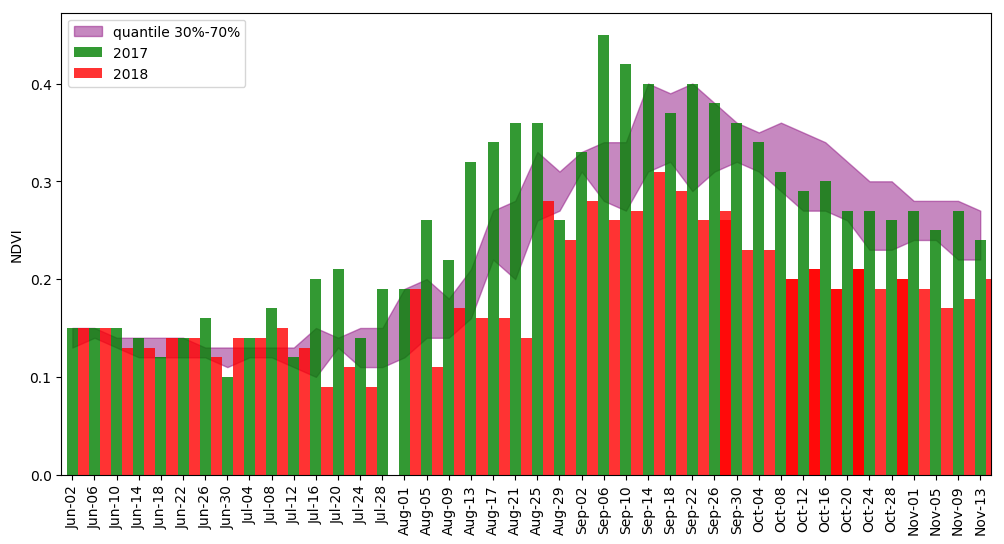 quantile 30%-70%
2017
2018
NDVI
0.4
0.3
0.2
0.1
0.0
Jun-02
Jun-06
Jun-10
Jun-14
Jun-18
Jun-22
Jun-26
Jun-30
Jul-04
Jul-08
Jul-12
Jul-16
Jul-20
Jul-24
Jul-28
Aug-01
Aug-05
Aug-09
Aug-13
Aug-17
Aug-21
Aug-25
Aug-29
Sep-02
Sep-06
Sep-10
Sep-14
Sep-18
Sep-22
Sep-26
Sep-30
Oct-04
Oct-08
Oct-12
Oct-16
Oct-20
Oct-24
Oct-28
Nov-01
Nov-05
Nov-09
Nov-13